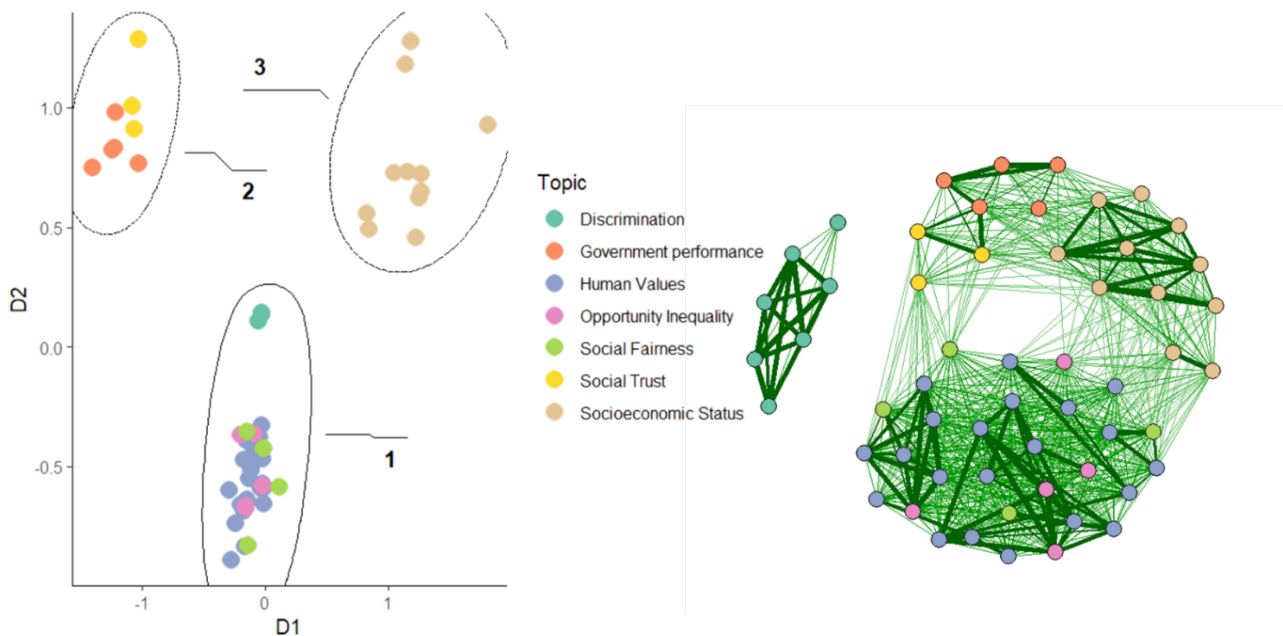 3
1.0
2
0.5
D2
0.0
-0.5
1
-1
0
1
D1
Topic
Discrimination
Government performance
Human Values
Opportunity Inequality
Social Fairness
Social Trust
Socioeconomic Status